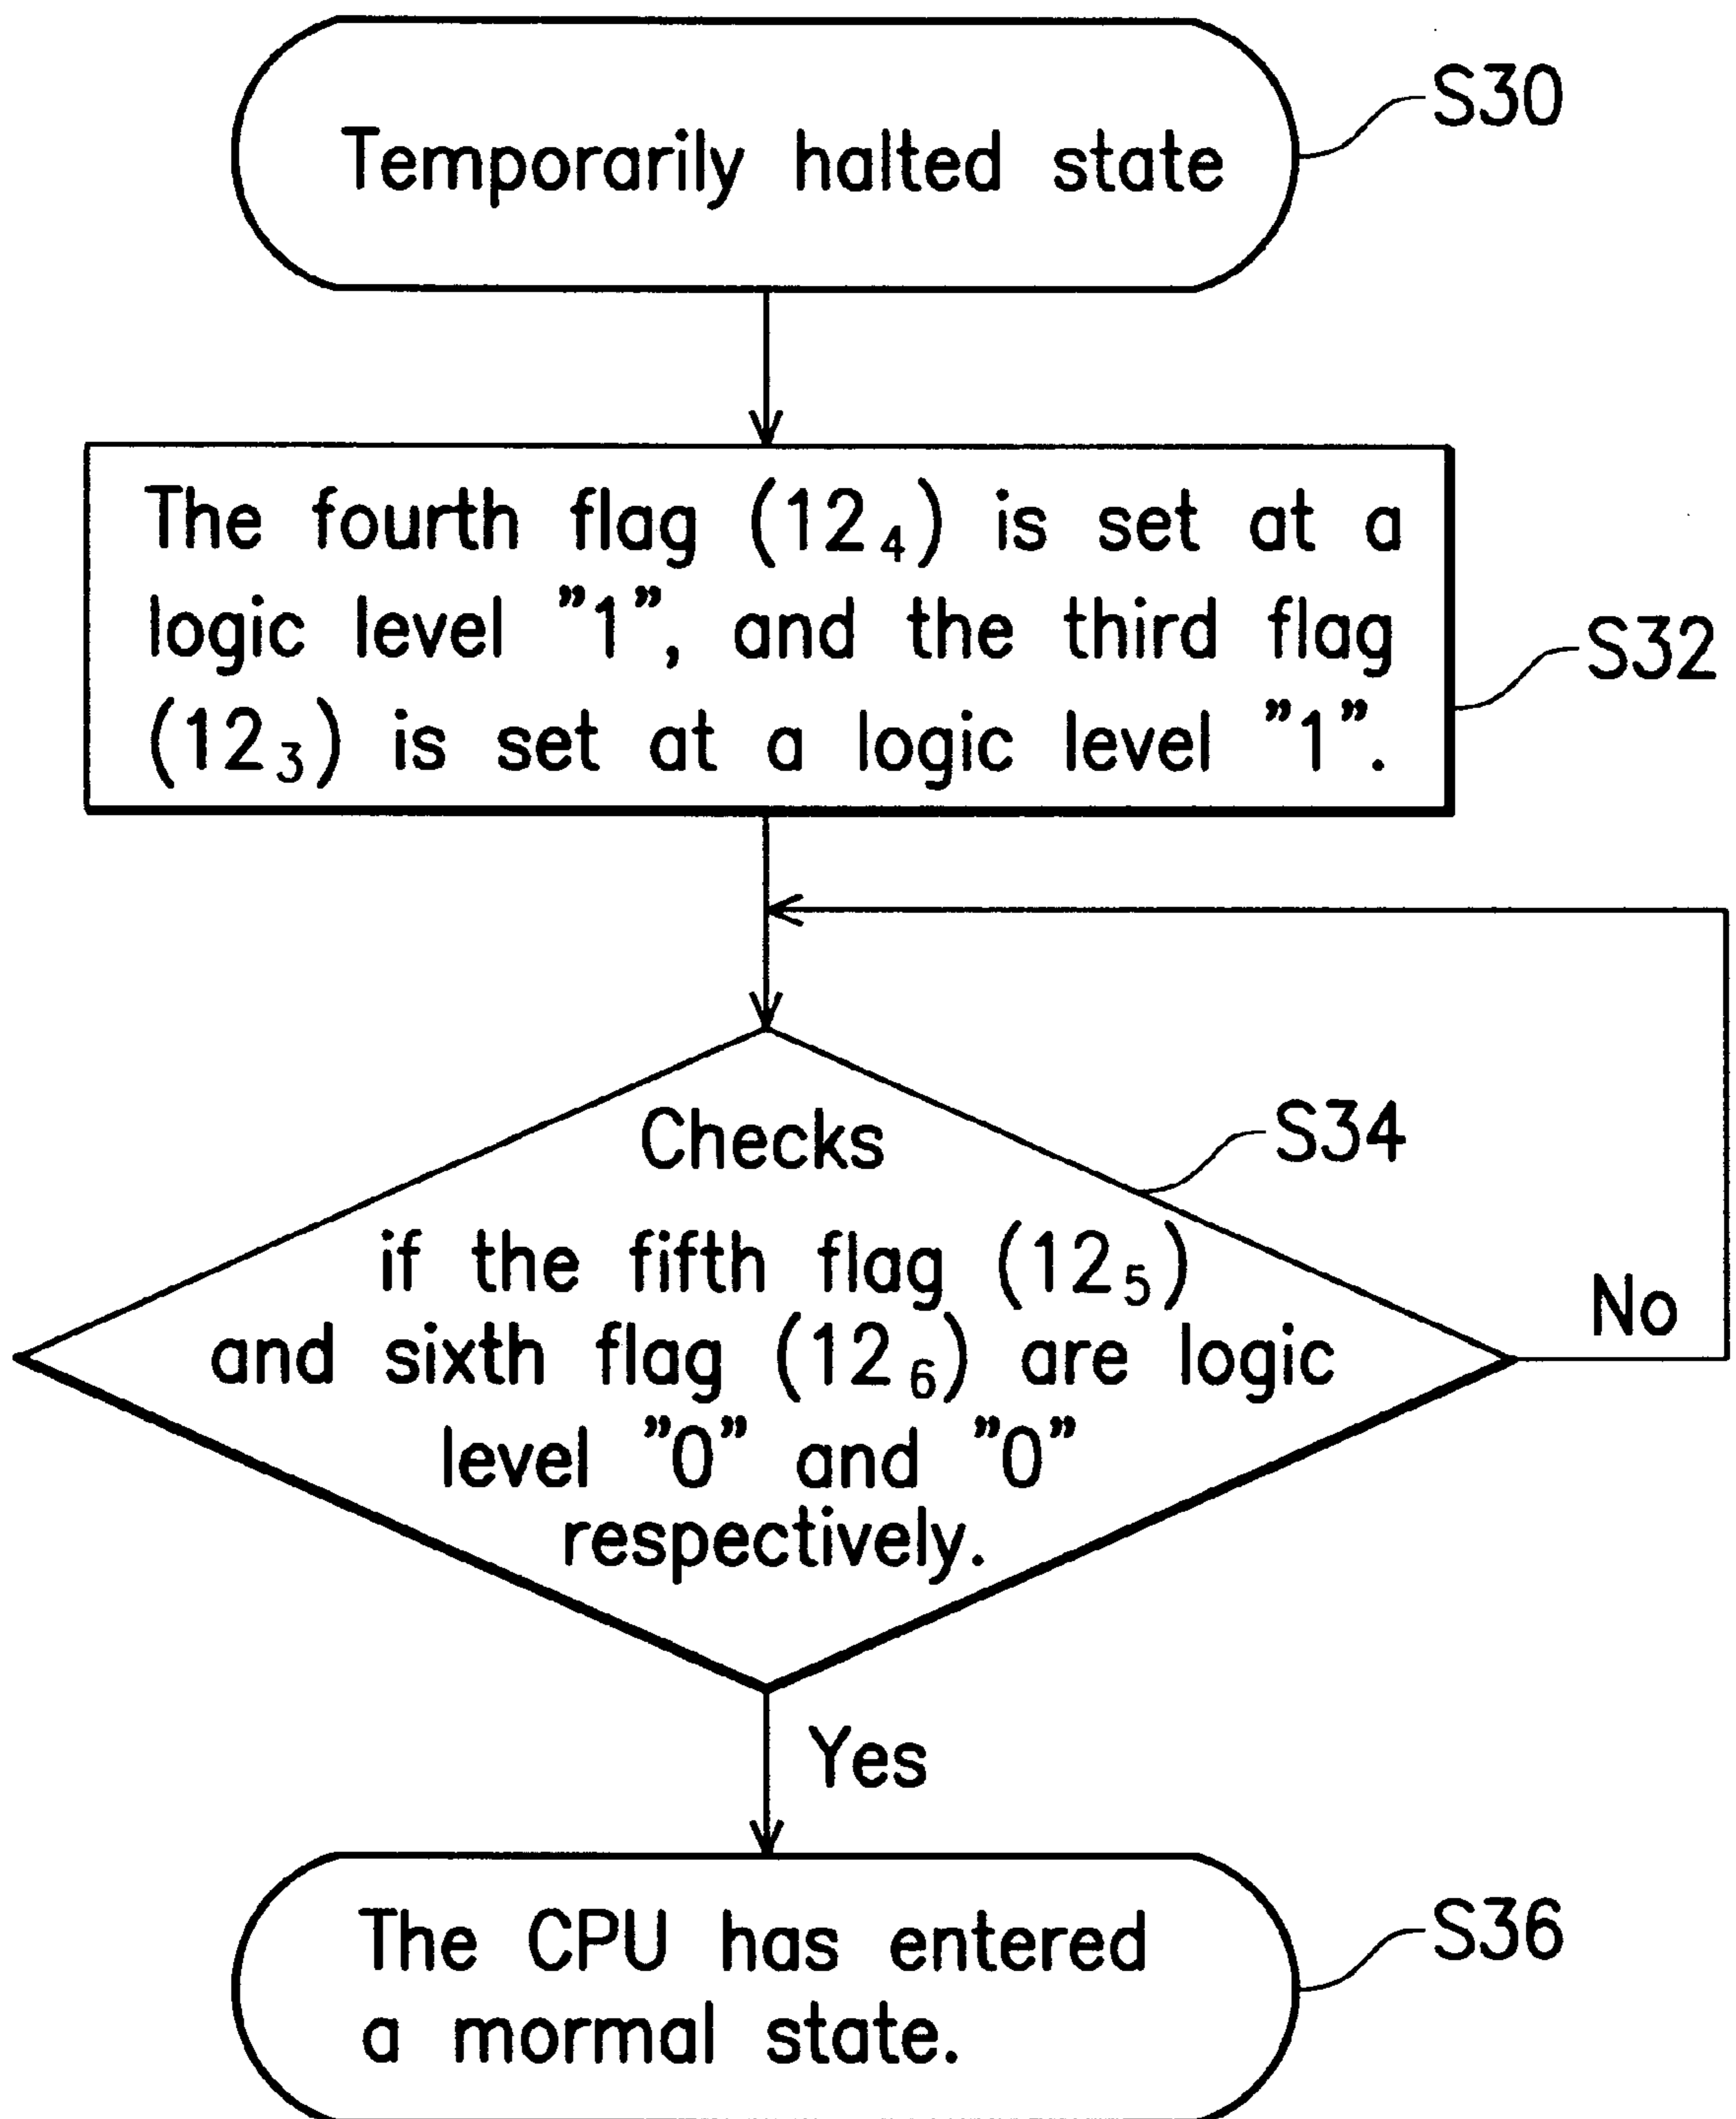 Temporarily halted state
S30
The fourth flag (12₄) is set at a
logic level "1", and the third flag
(12₃) is set at a logic level "1".
S32
Checks
S34
if the fifth flag (12₅)
and sixth flag (12₆) are logic
level "0" and "0"
respectively.
No
Yes
The CPU has entered
a mormal state.
S36